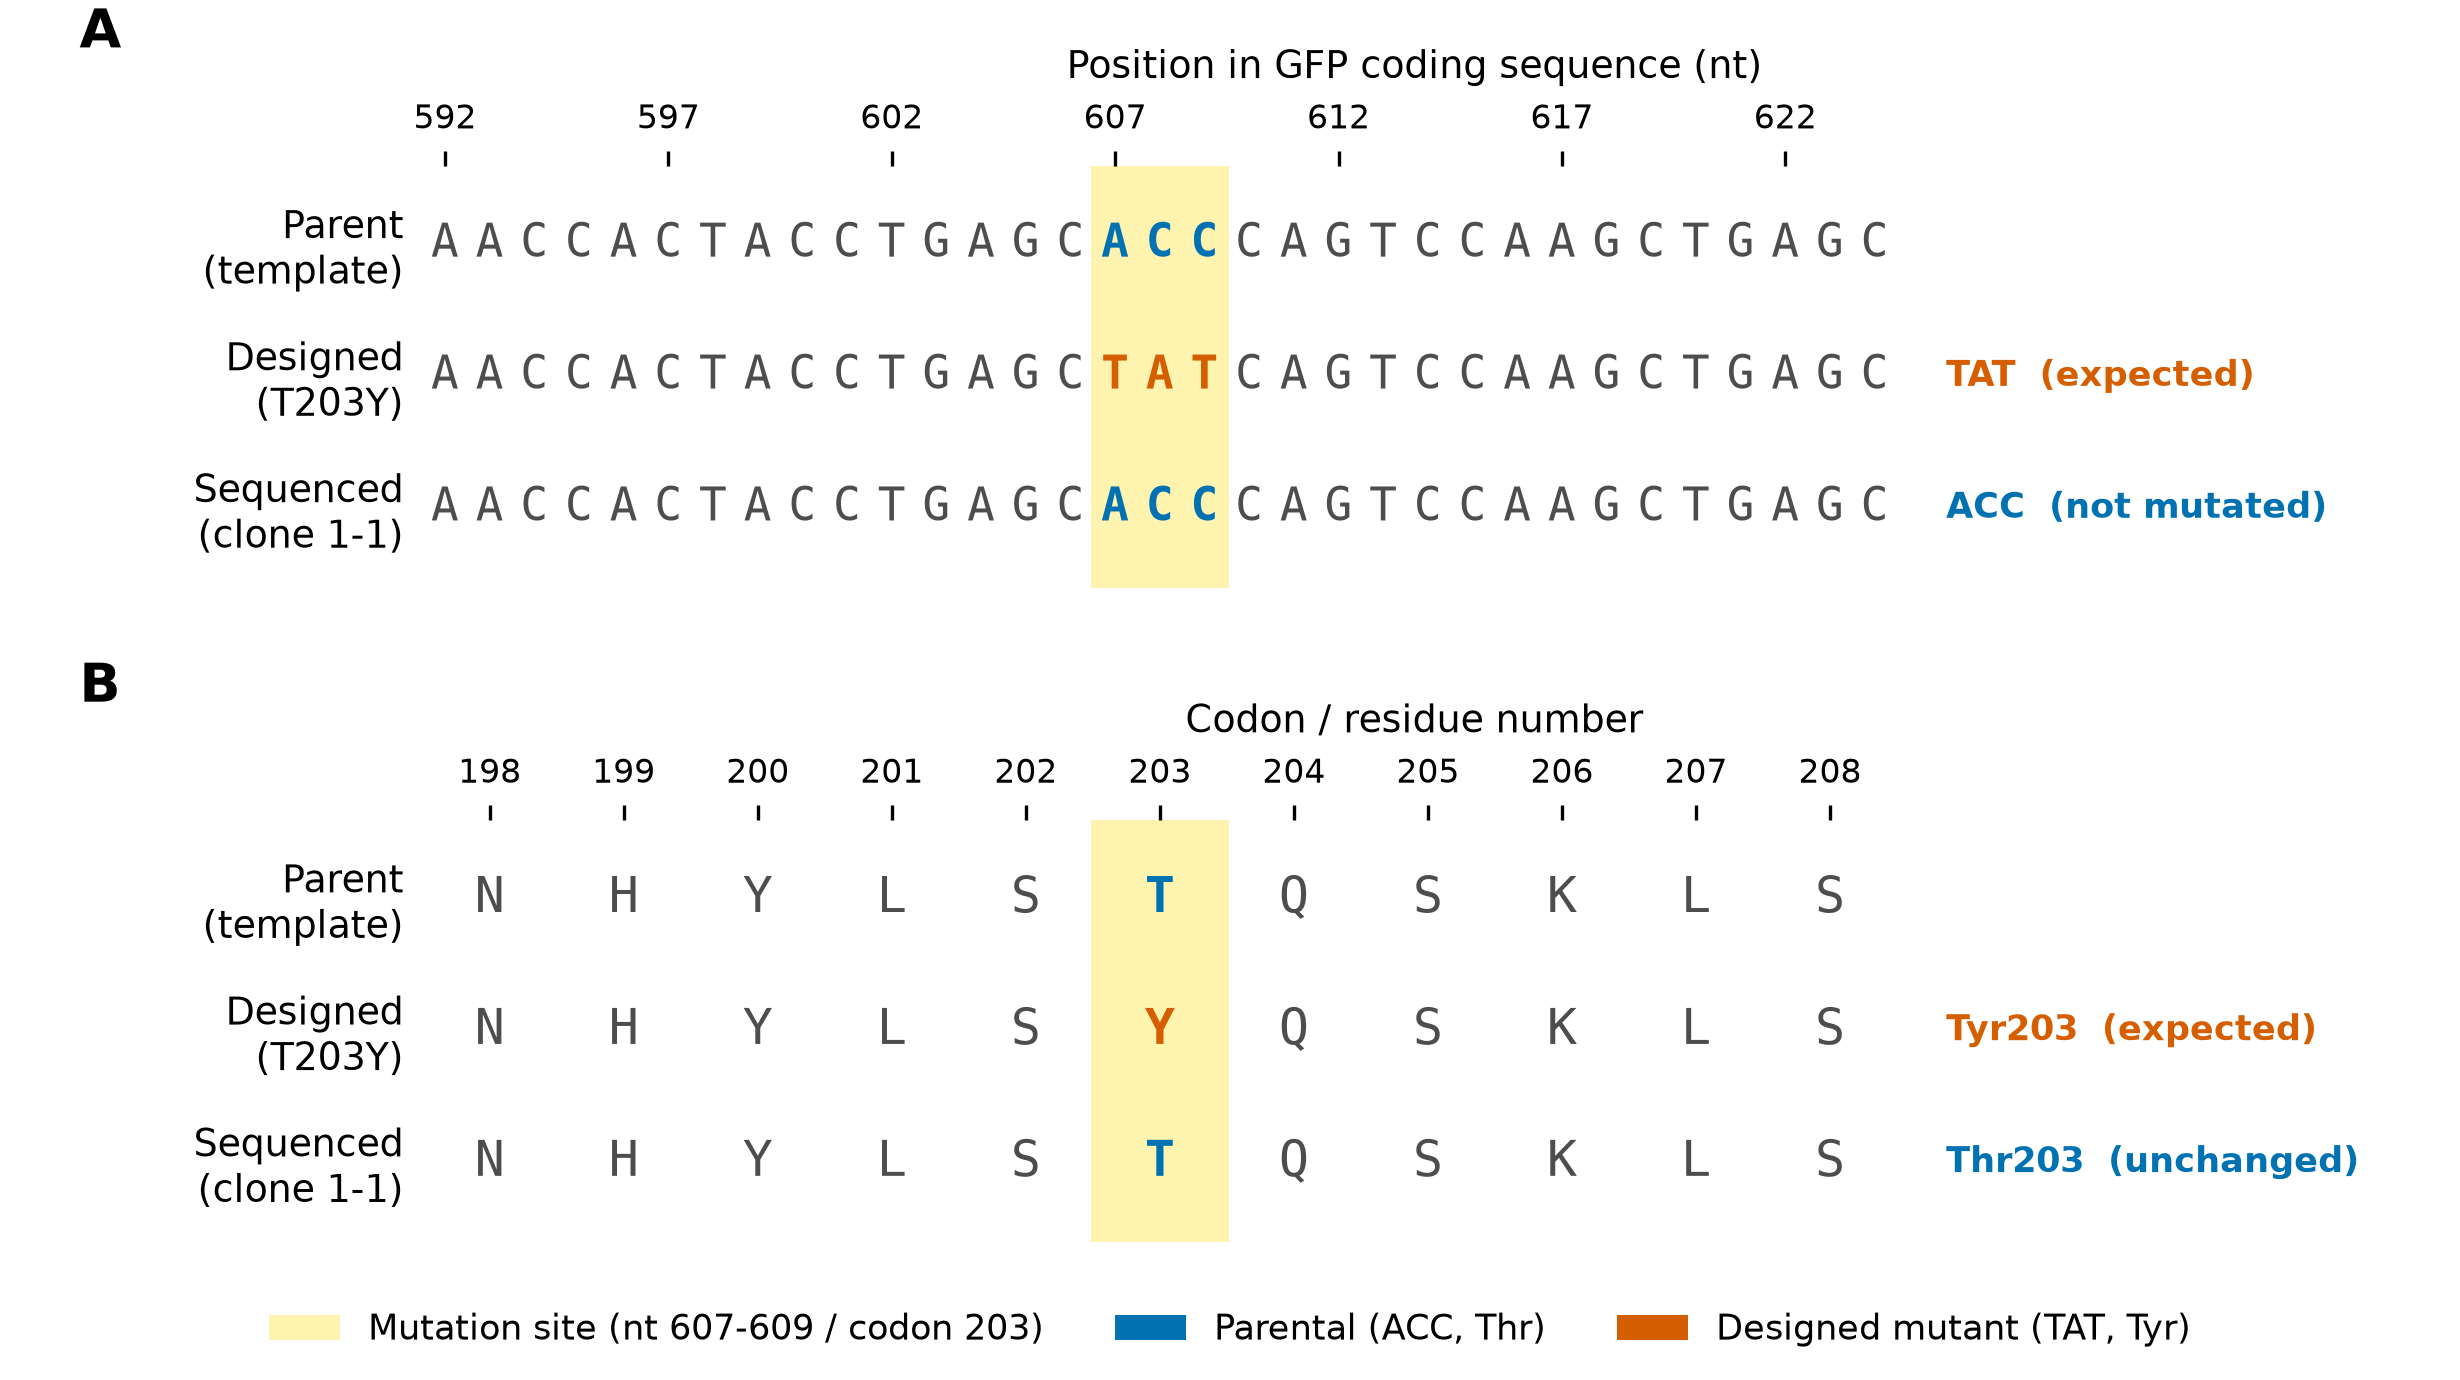 A
Position in GFP coding sequence (nt)
592 597 602 607 612 617 622
Parent
(template)
A A C C A C T A C C T G A G C A C C C A G T C C A A G C T G A G C
Designed
(T203Y)
A A C C A C T A C C T G A G C T A T C A G T C C A A G C T G A G C
TAT (expected)
Sequenced
(clone 1-1)
A A C C A C T A C C T G A G C A C C C A G T C C A A G C T G A G C
ACC (not mutated)
B
Codon / residue number
198 199 200 201 202 203 204 205 206 207 208
Parent
(template)
N H Y L S T Q S K L S
Designed
(T203Y)
N H Y L S Y Q S K L S
Tyr203 (expected)
Sequenced
(clone 1-1)
N H Y L S T Q S K L S
Thr203 (unchanged)
Mutation site (nt 607-609 / codon 203)
Parental (ACC, Thr)
Designed mutant (TAT, Tyr)